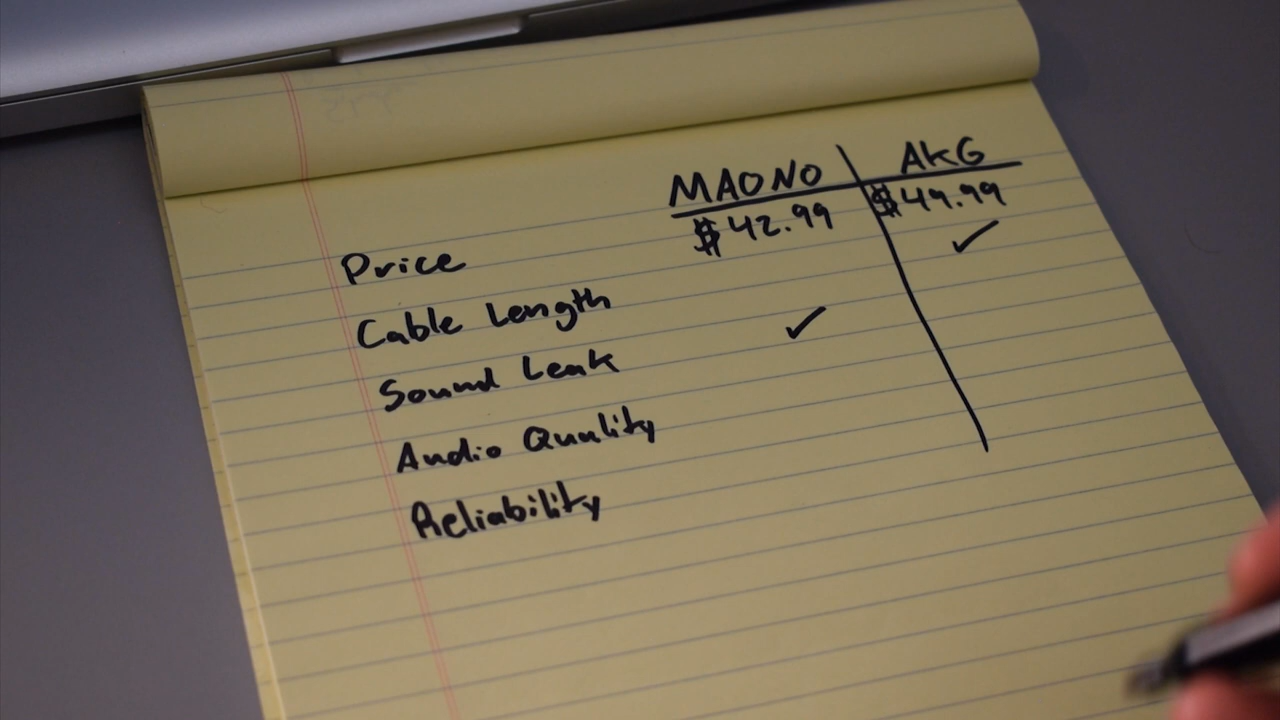 MAONO AKG
Price $42.99 $49.99
Cable Length ✓
Sound Leak ✓
Audio Quality
Reliability